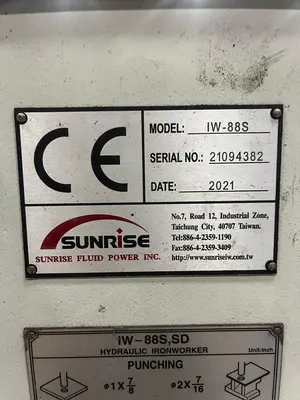 CE
MODEL: IW-88S
SERIAL NO.: 21094382
DATE: 2021
SUNRISE
SUNRISE FLUID POWER INC.
No.7, Road 12, Industrial Zone,
Taichung City, 40707 Taiwan.
Tel:886-4-2359-1190
Fax:886-4-2359-3409
http://www.sunriseiw.com.tw
IW-88S,SD
HYDRAULIC IRONWORKER
Unit:inch
PUNCHING
ø1X7/8
ø2X7/16